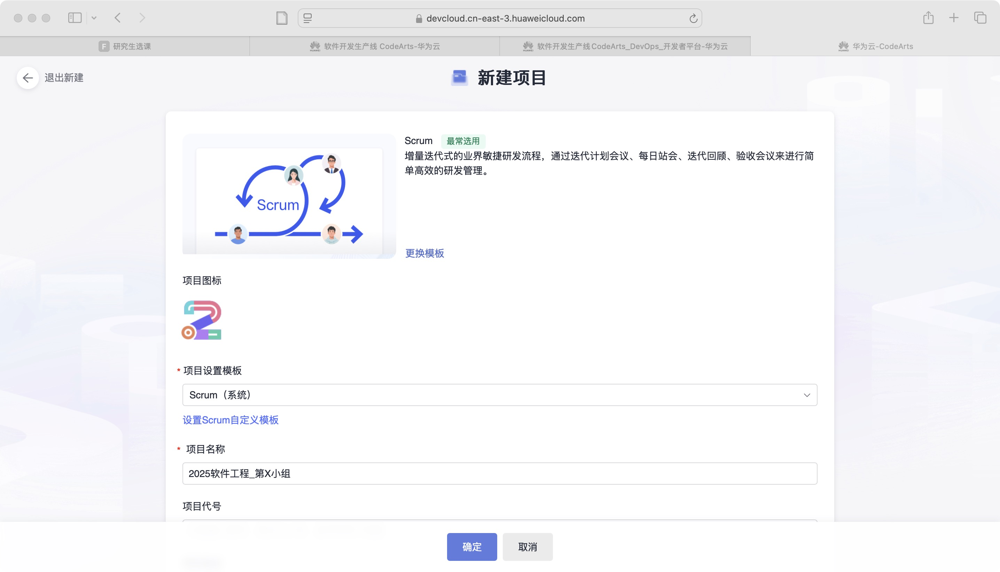 devcloud.cn-east-3.huaweicloud.com
F 研究生选课
HUAWEI 软件开发生产线 CodeArts-华为云
HUAWEI 软件开发生产线CodeArts_DevOps_开发者平台-华为云
HUAWEI 华为云-CodeArts
退出新建
新建项目
Scrum 最常选用
增量迭代式的业界敏捷研发流程，通过迭代计划会议、每日站会、迭代回顾、验收会议来进行简
单高效的研发管理。
Scrum
更换模板
项目图标
* 项目设置模板
Scrum（系统）
设置Scrum自定义模板
* 项目名称
2025软件工程_第X小组
项目代号
确定
取消